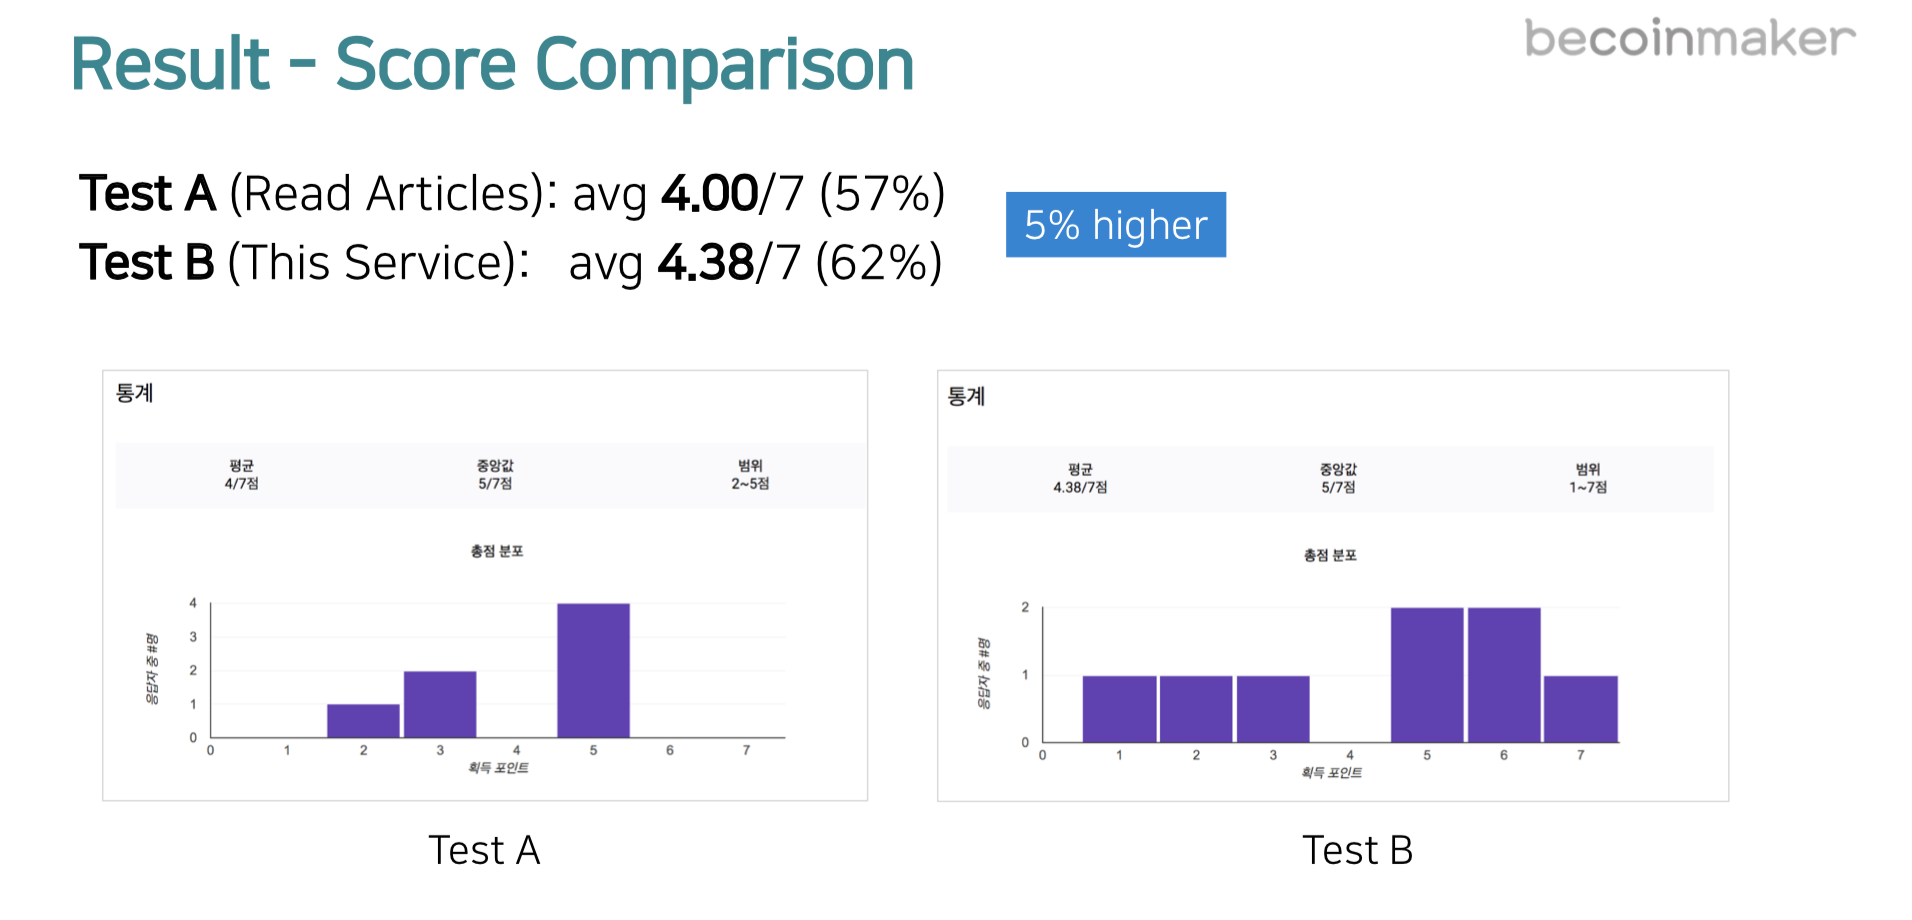 Result - Score Comparison
becoinmaker
Test A (Read Articles): avg 4.00/7 (57%)
Test B (This Service): avg 4.38/7 (62%)
5% higher
통계
평균 중앙값 범위
4/7점 5/7점 2~5점
총점 분포
4
3
2
1
0
응답자 중 #명
0 1 2 3 4 5 6 7
획득 포인트
Test A
통계
평균 중앙값 범위
4.38/7점 5/7점 1~7점
총점 분포
2
1
0
응답자 중 #명
0 1 2 3 4 5 6 7
획득 포인트
Test B